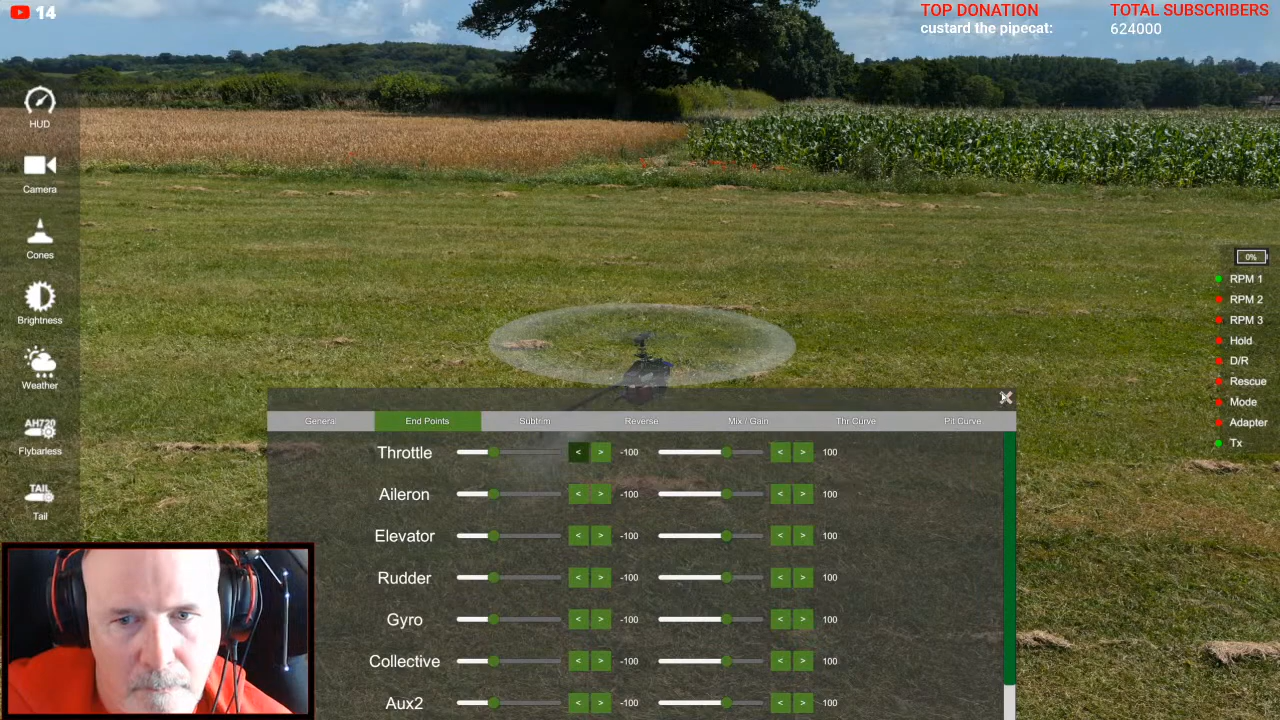 14
TOP DONATION
custard the pipecat:
TOTAL SUBSCRIBERS
624000
HUD
Camera
Cones
Brightness
Weather
AH720
Flybarless
TAIL
Tail
0%
RPM 1
RPM 2
RPM 3
Hold
D/R
Rescue
Mode
Adapter
Tx
General End Points Subtrim Reverse Mix / Gain Thr Curve Pit Curve
Throttle < > -100 < > 100
Aileron < > -100 < > 100
Elevator < > -100 < > 100
Rudder < > -100 < > 100
Gyro < > -100 < > 100
Collective < > -100 < > 100
Aux2 < > -100 < > 100